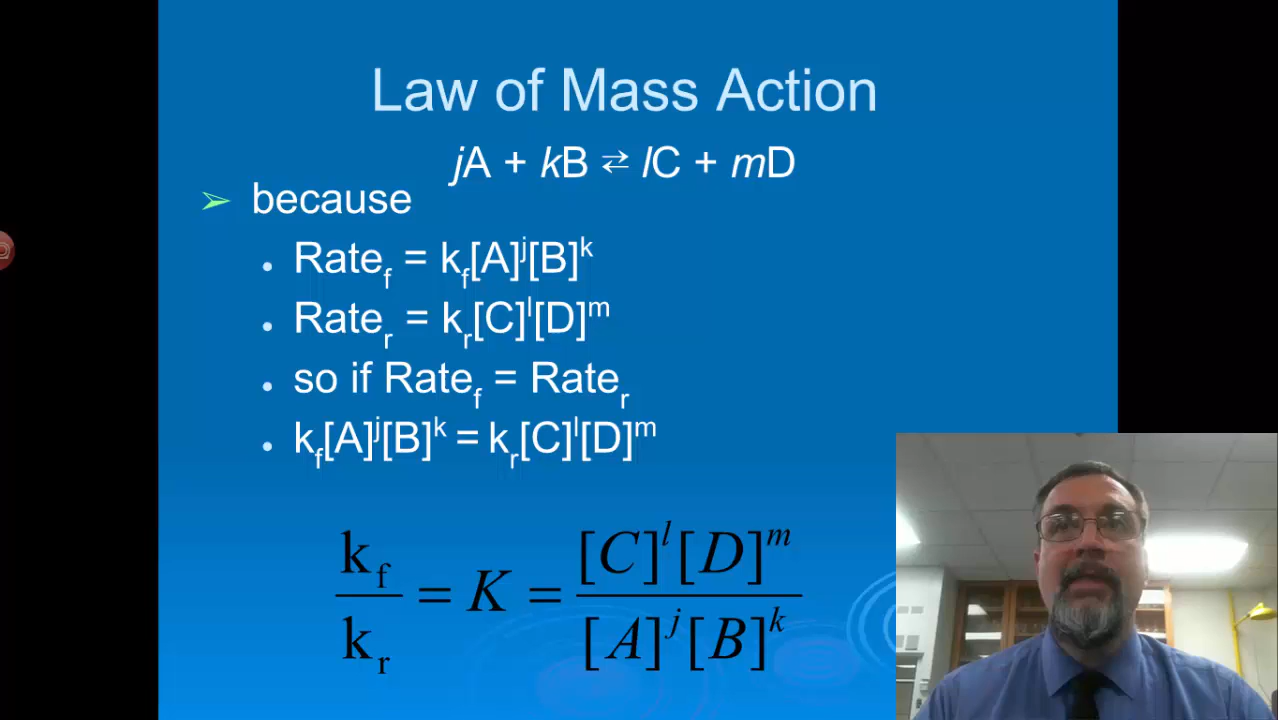 Law of Mass Action
jA + kB ⇄ lC + mD
➢ because
• Rate_f = k_f[A]^j[B]^k
• Rate_r = k_r[C]^l[D]^m
• so if Rate_f = Rate_r
• k_f[A]^j[B]^k = k_r[C]^l[D]^m
k_f / k_r = K = [C]^l[D]^m / [A]^j[B]^k